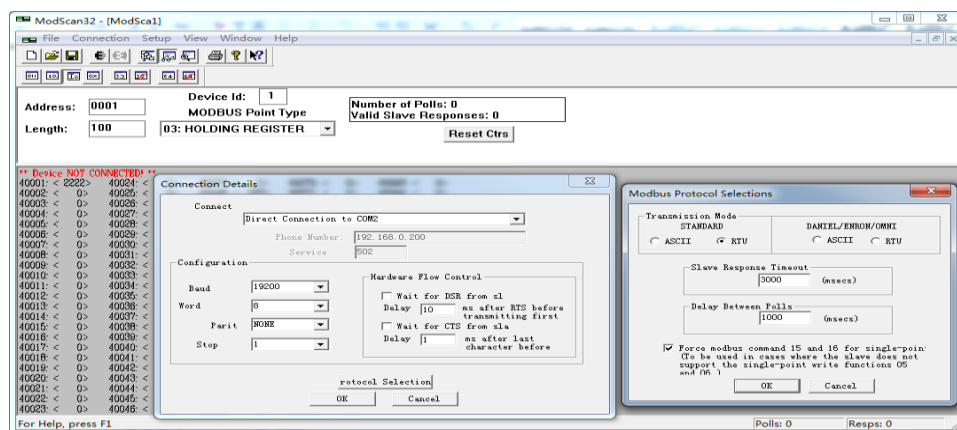 ModScan32 - [ModSca1]
File Connection Setup View Window Help
Address: 0001
Device Id: 1
MODBUS Point Type
Length: 100
03: HOLDING REGISTER
Number of Polls: 0
Valid Slave Responses: 0
Reset Ctrs
** Device NOT CONNECTED! **
40001: < 2222> 40024: <
40002: < 0> 40025: <
40003: < 0> 40026: <
40004: < 0> 40027: <
40005: < 0> 40028: <
40006: < 0> 40029: <
40007: < 0> 40030: <
40008: < 0> 40031: <
40009: < 0> 40032: <
40010: < 0> 40033: <
40011: < 0> 40034: <
40012: < 0> 40035: <
40013: < 0> 40036: <
40014: < 0> 40037: <
40015: < 0> 40038: <
40016: < 0> 40039: <
40017: < 0> 40040: <
40018: < 0> 40041: <
40019: < 0> 40042: <
40020: < 0> 40043: <
40021: < 0> 40044: <
40022: < 0> 40045: <
40023: < 0> 40046: <
Connection Details
Connect
Direct Connection to COM2
Phone Number: 192.168.0.200
Service 502
Configuration
Baud 19200
Word 8
Parit NONE
Stop 1
Hardware Flow Control
Wait for DSR from sl
Delay 10 ms after RTS before
transmitting first
Wait for CTS from sla
Delay 1 ms after last
character before
rotocol Selection
OK Cancel
Modbus Protocol Selections
Transmission Mode
STANDARD DANIEL/ENRON/OMNI
ASCII RTU ASCII RTU
Slave Response Timeout
3000 (msecs)
Delay Between Polls
1000 (msecs)
Force modbus command 15 and 16 for single-poin
(To be used in cases where the slave does not
support the single-point write functions 05
and 06.)
OK Cancel
For Help, press F1
Polls: 0 Resps: 0